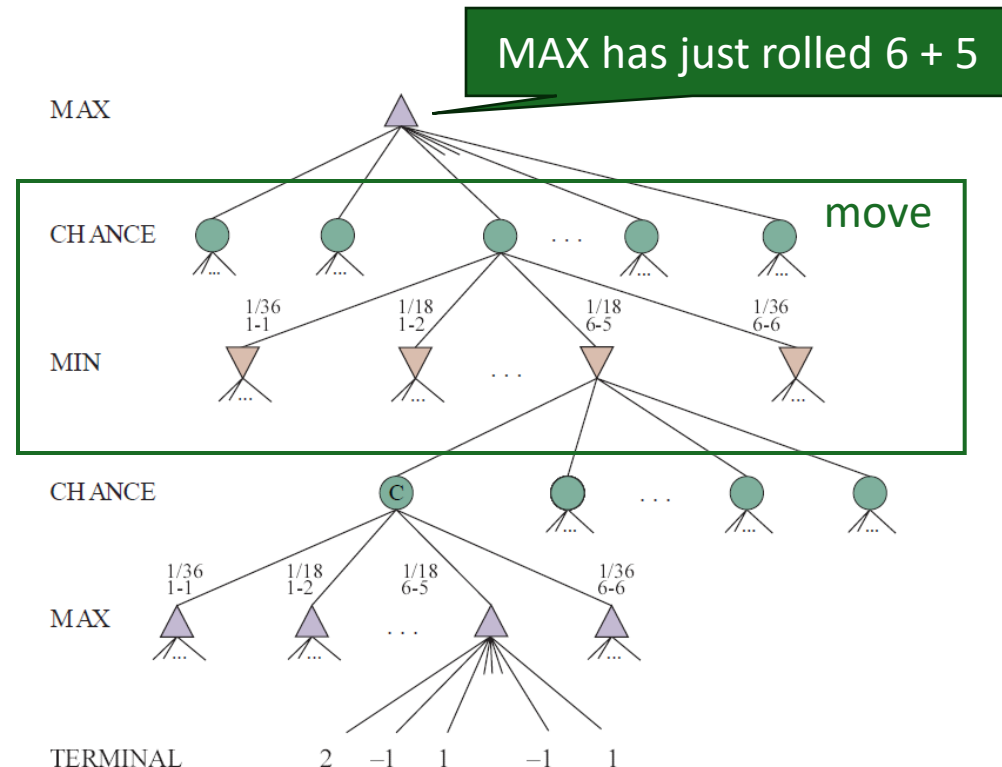 MAX has just rolled 6 + 5
MAX
move
CHANCE
... ... ... ... ... ...
1/36 1/18 1/18 1/36
1-1 1-2 6-5 6-6
MIN
... ... ... ... ...
CHANCE C ...
... ... ...
1/36 1/18 1/18 1/36
1-1 1-2 6-5 6-6
MAX
... ... ... ...
TERMINAL 2 –1 1 –1 1